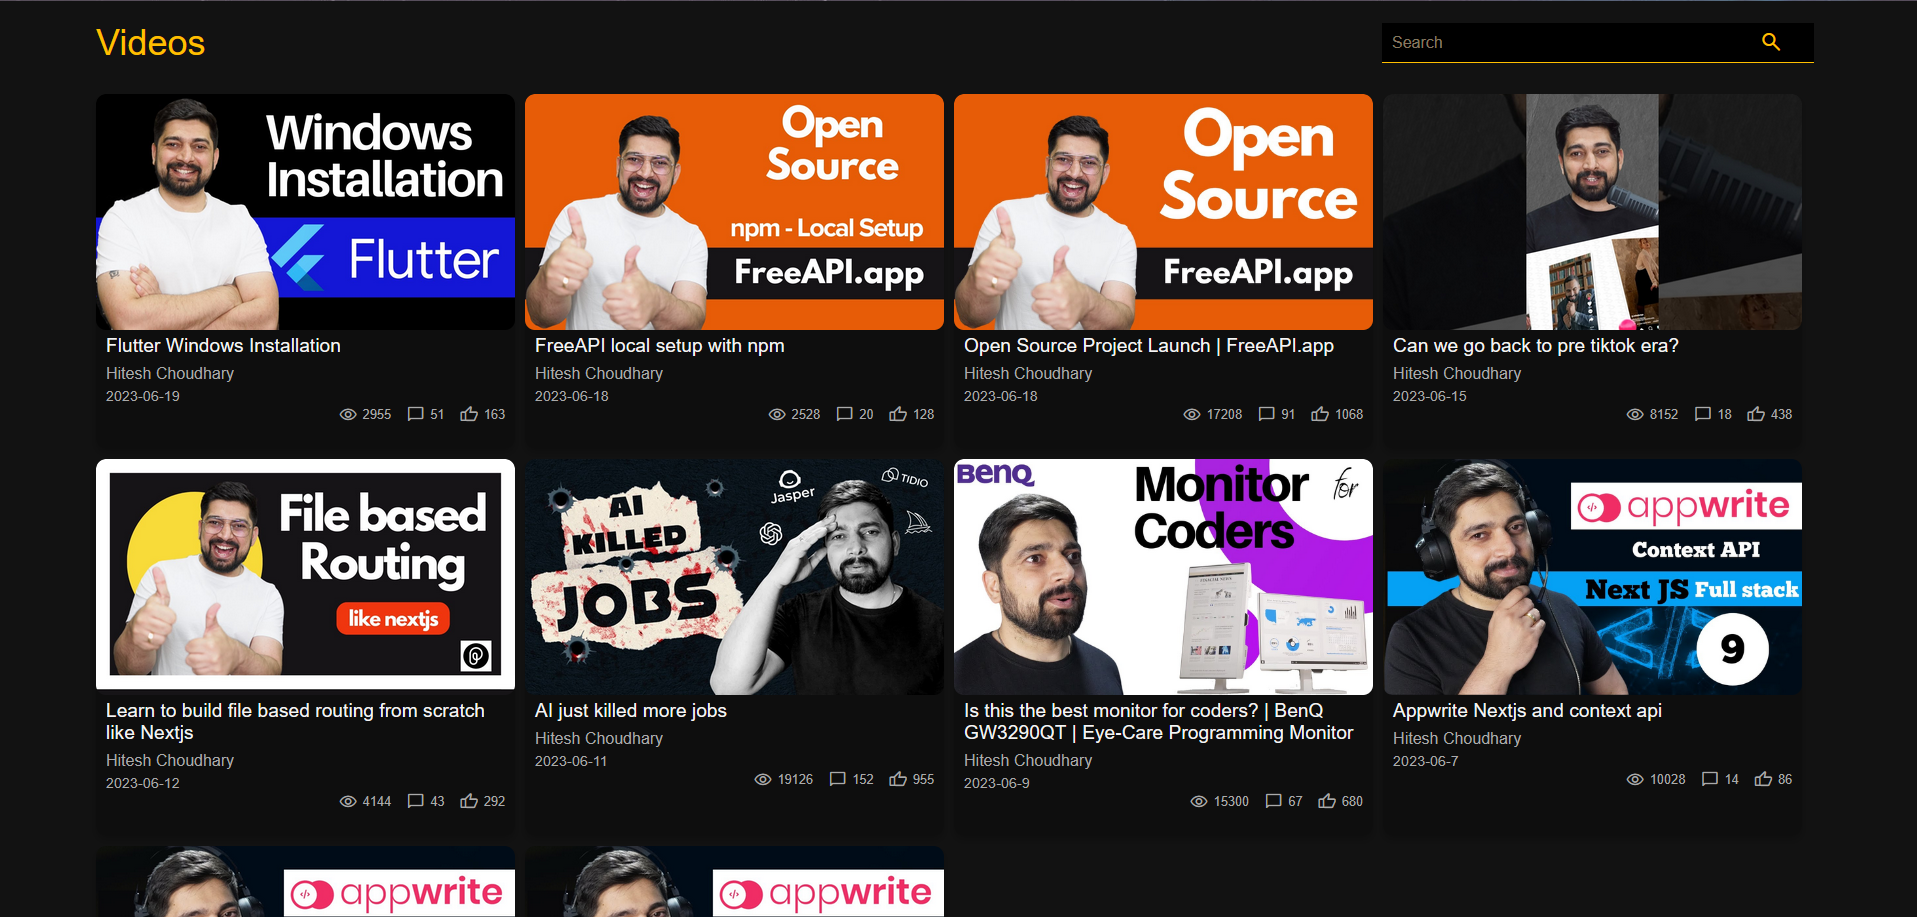 Videos
Search
Windows
Installation
Flutter
Open
Source
npm - Local Setup
FreeAPI.app
Open
Source
FreeAPI.app
Flutter Windows Installation
Hitesh Choudhary
2023-06-19
2955 51 163
FreeAPI local setup with npm
Hitesh Choudhary
2023-06-18
2528 20 128
Open Source Project Launch | FreeAPI.app
Hitesh Choudhary
2023-06-18
17208 91 1068
Can we go back to pre tiktok era?
Hitesh Choudhary
2023-06-15
8152 18 438
File based
Routing
like nextjs
AI
KILLED
JOBS
Jasper
TIDIO
BenQ
Monitor for
Coders
appwrite
Context API
Next JS Full stack
9
Learn to build file based routing from scratch
like Nextjs
Hitesh Choudhary
2023-06-12
4144 43 292
AI just killed more jobs
Hitesh Choudhary
2023-06-11
19126 152 955
Is this the best monitor for coders? | BenQ
GW3290QT | Eye-Care Programming Monitor
Hitesh Choudhary
2023-06-9
15300 67 680
Appwrite Nextjs and context api
Hitesh Choudhary
2023-06-7
10028 14 86
appwrite
appwrite